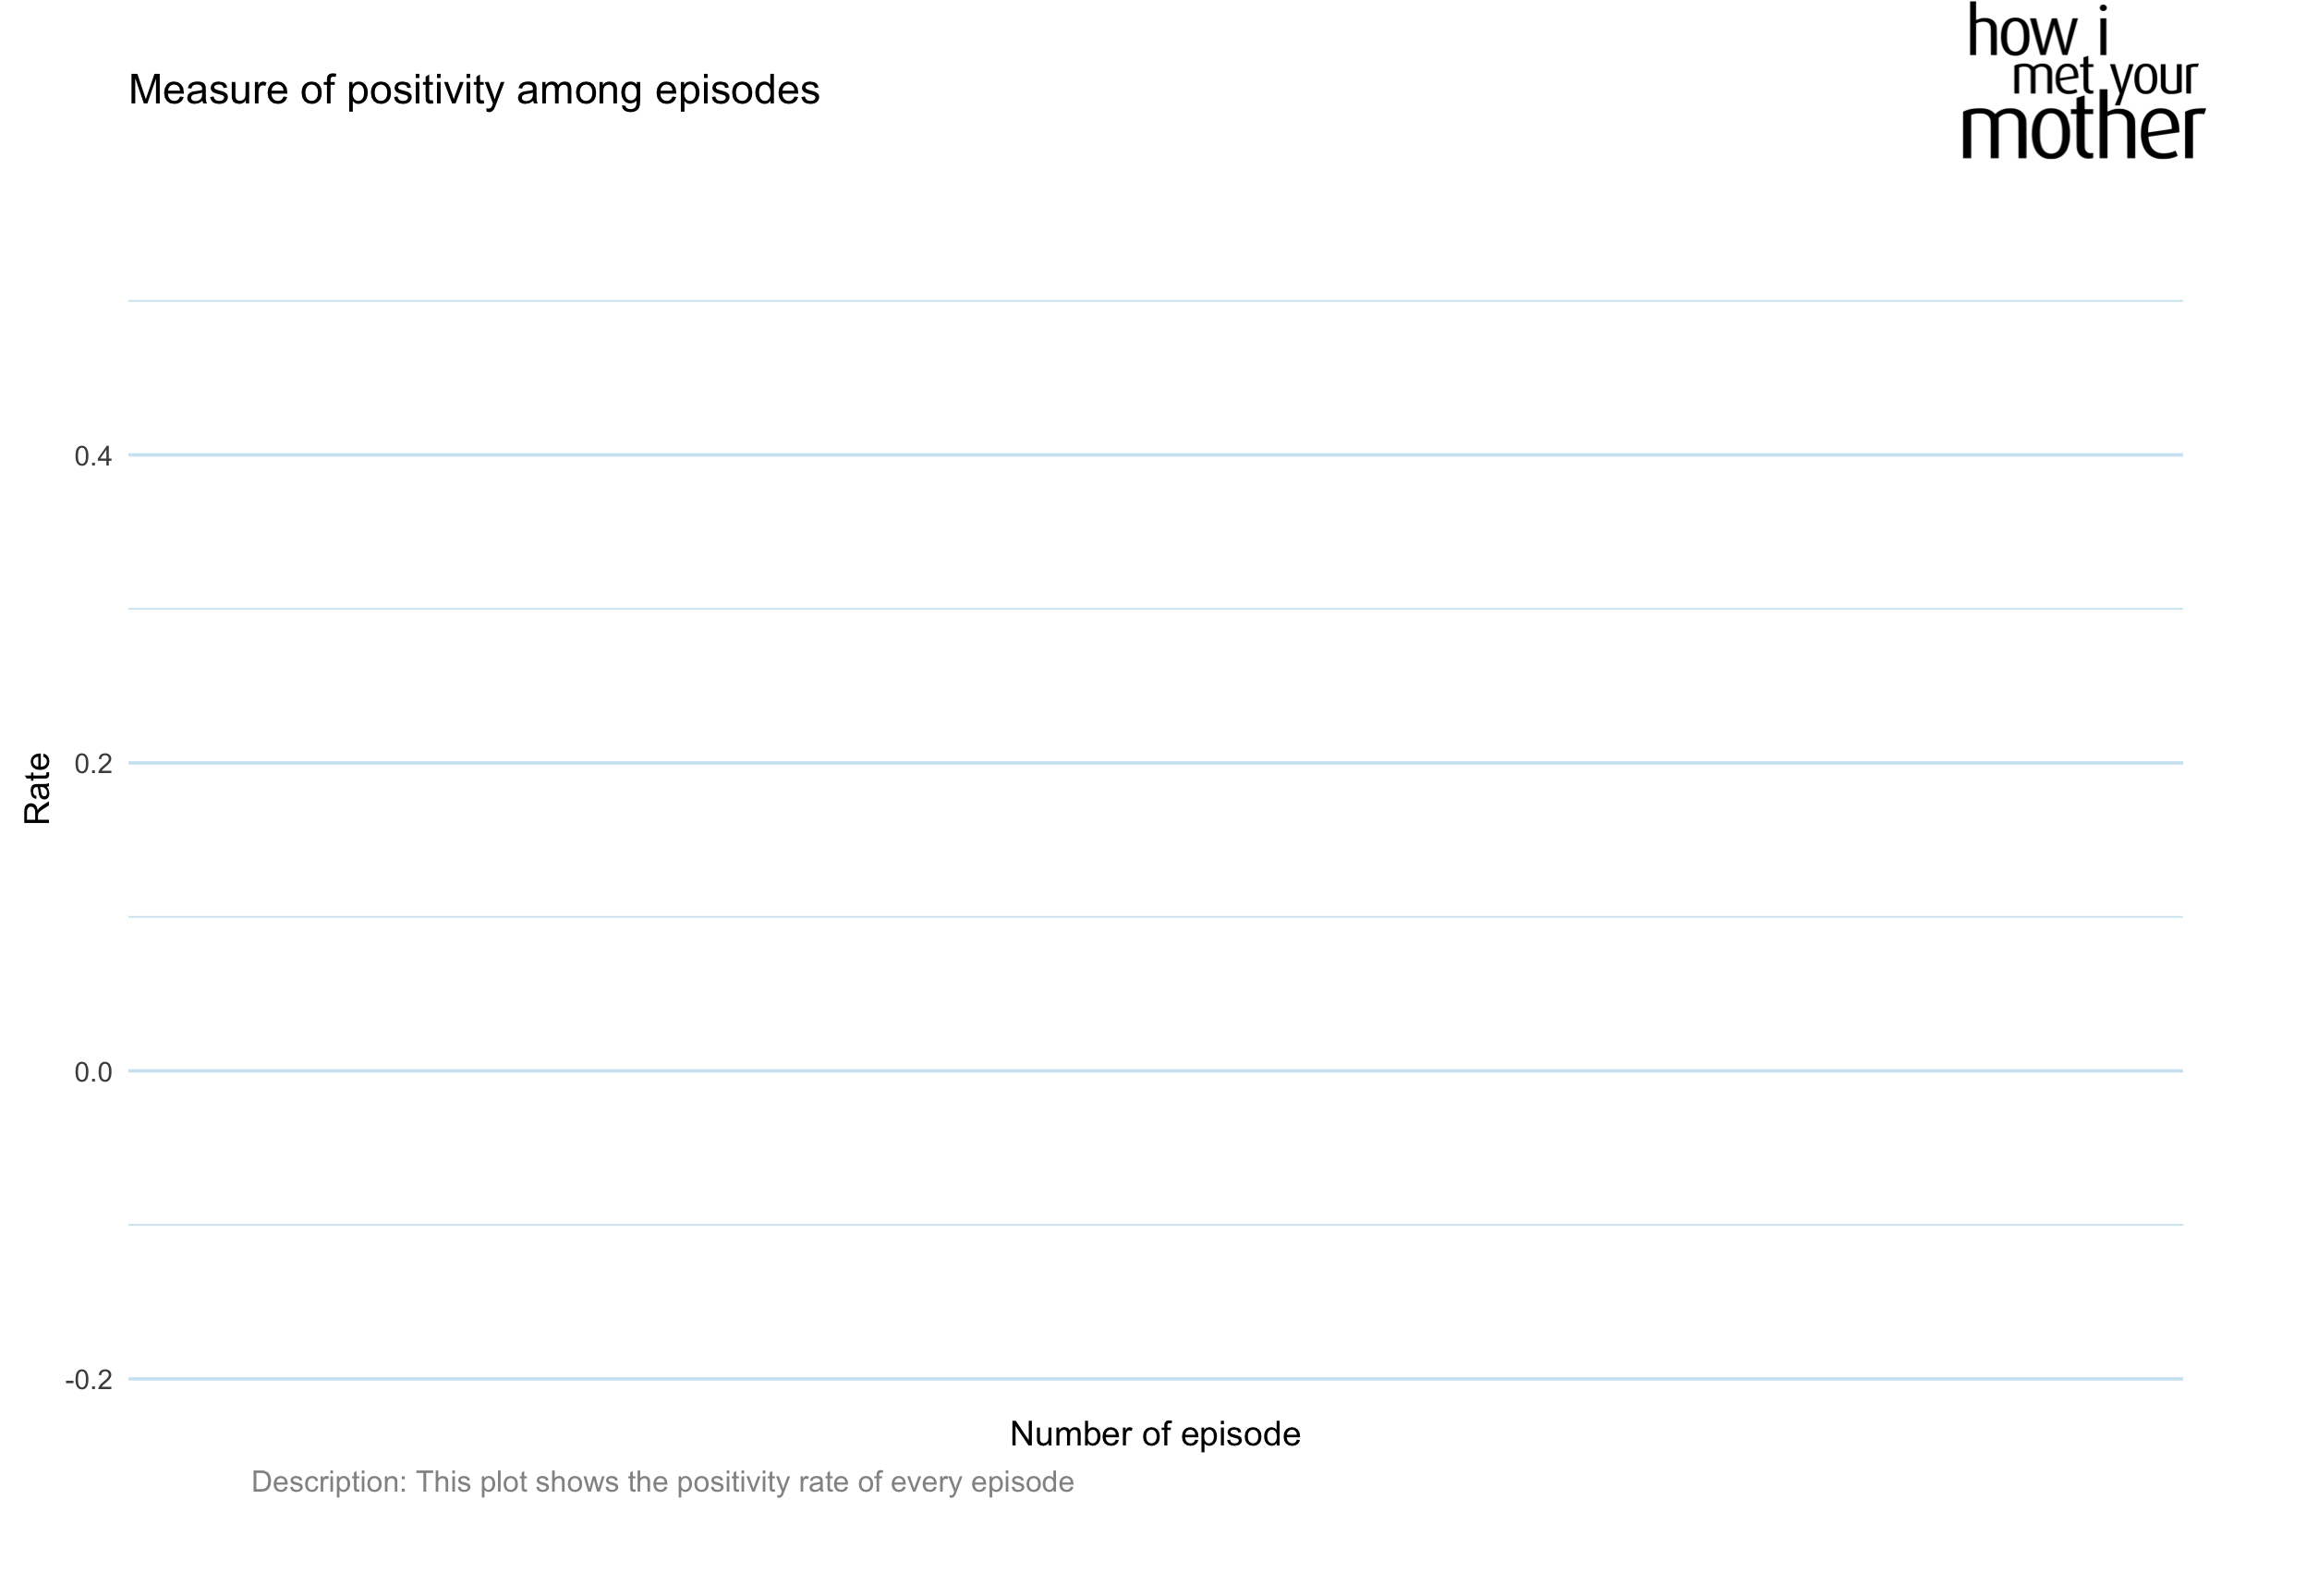 how i
met your
mother
Measure of positivity among episodes
0.4
0.2
Rate
0.0
-0.2
Number of episode
Description: This plot shows the positivity rate of every episode